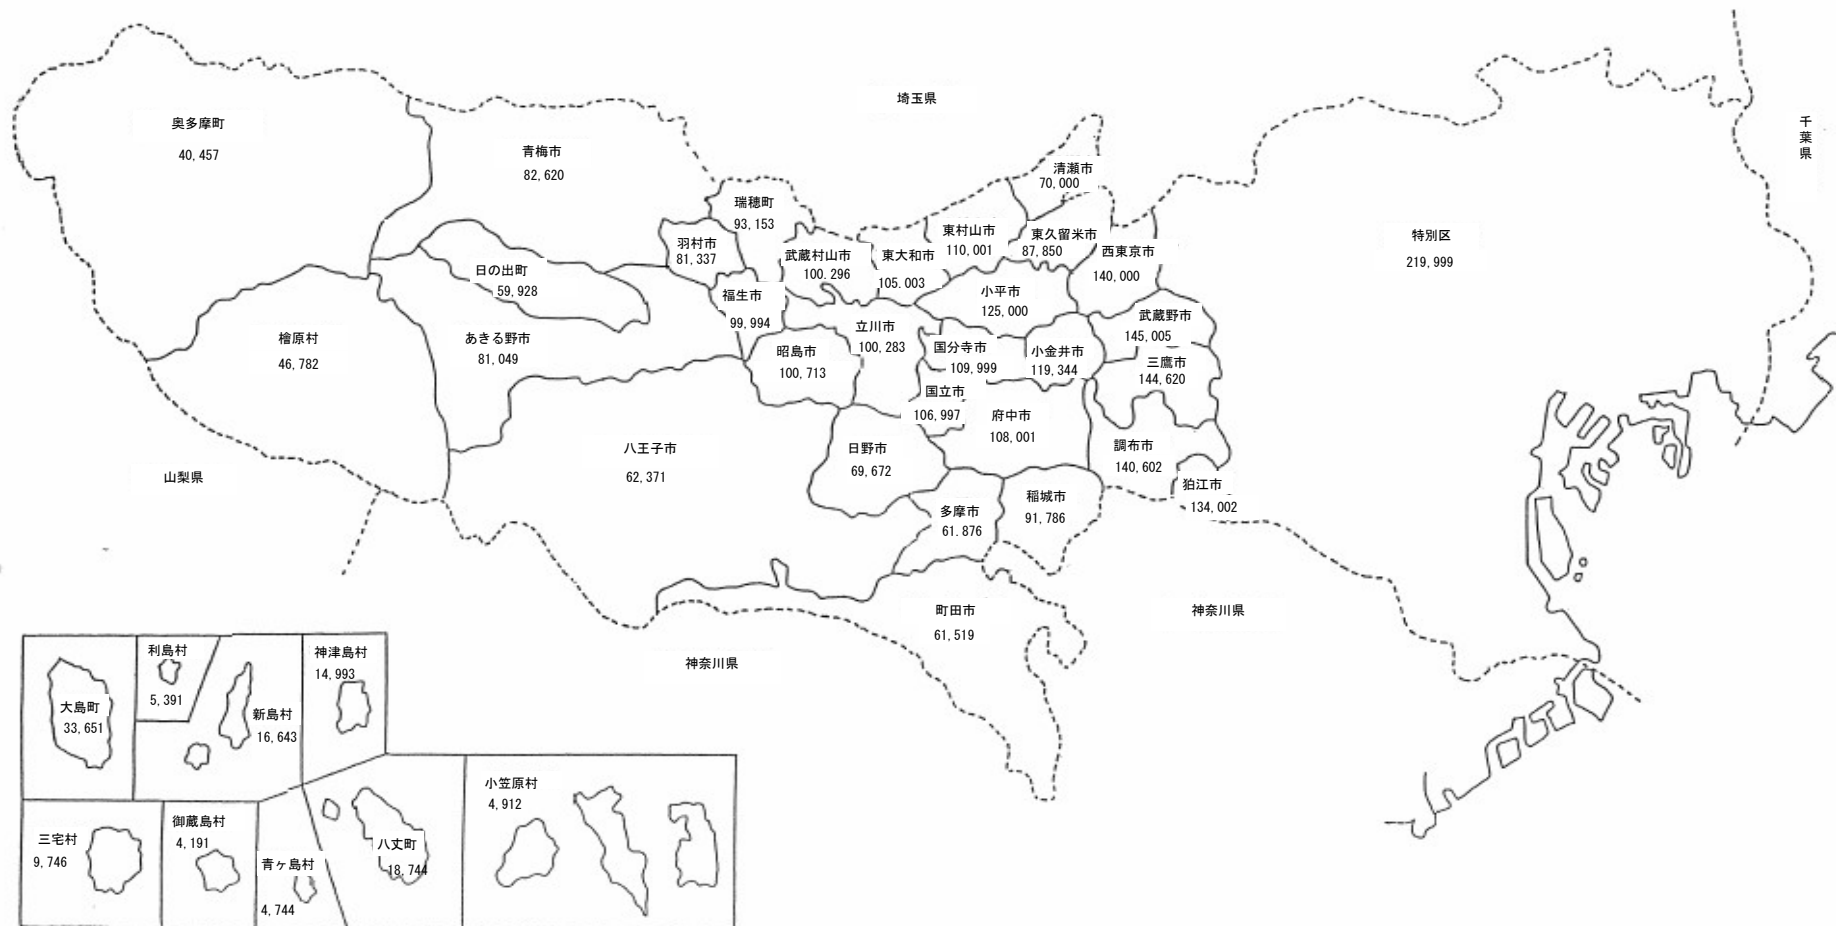 埼玉県
千葉県
奥多摩町
40,457
青梅市
82,620
清瀬市
70,000
瑞穂町
93,153
羽村市
81,337
武蔵村山市
100,296
東大和市
105.003
東村山市
110,001
東久留米市
87,850
西東京市
140,000
特別区
219,999
日の出町
59,928
福生市
99,994
小平市
125,000
武蔵野市
145,005
檜原村
46,782
あきる野市
81,049
立川市
100,283
昭島市
100,713
国分寺市
109,999
小金井市
119,344
三鷹市
144,620
国立市
106,997
府中市
108,001
八王子市
62,371
日野市
69,672
調布市
140,602
狛江市
134,002
山梨県
多摩市
61.876
稲城市
91,786
町田市
61,519
神奈川県
神奈川県
大島町
33,651
利島村
5,391
新島村
16,643
神津島村
14,993
三宅村
9,746
御蔵島村
4,191
青ヶ島村
4,744
八丈町
18,744
小笠原村
4,912